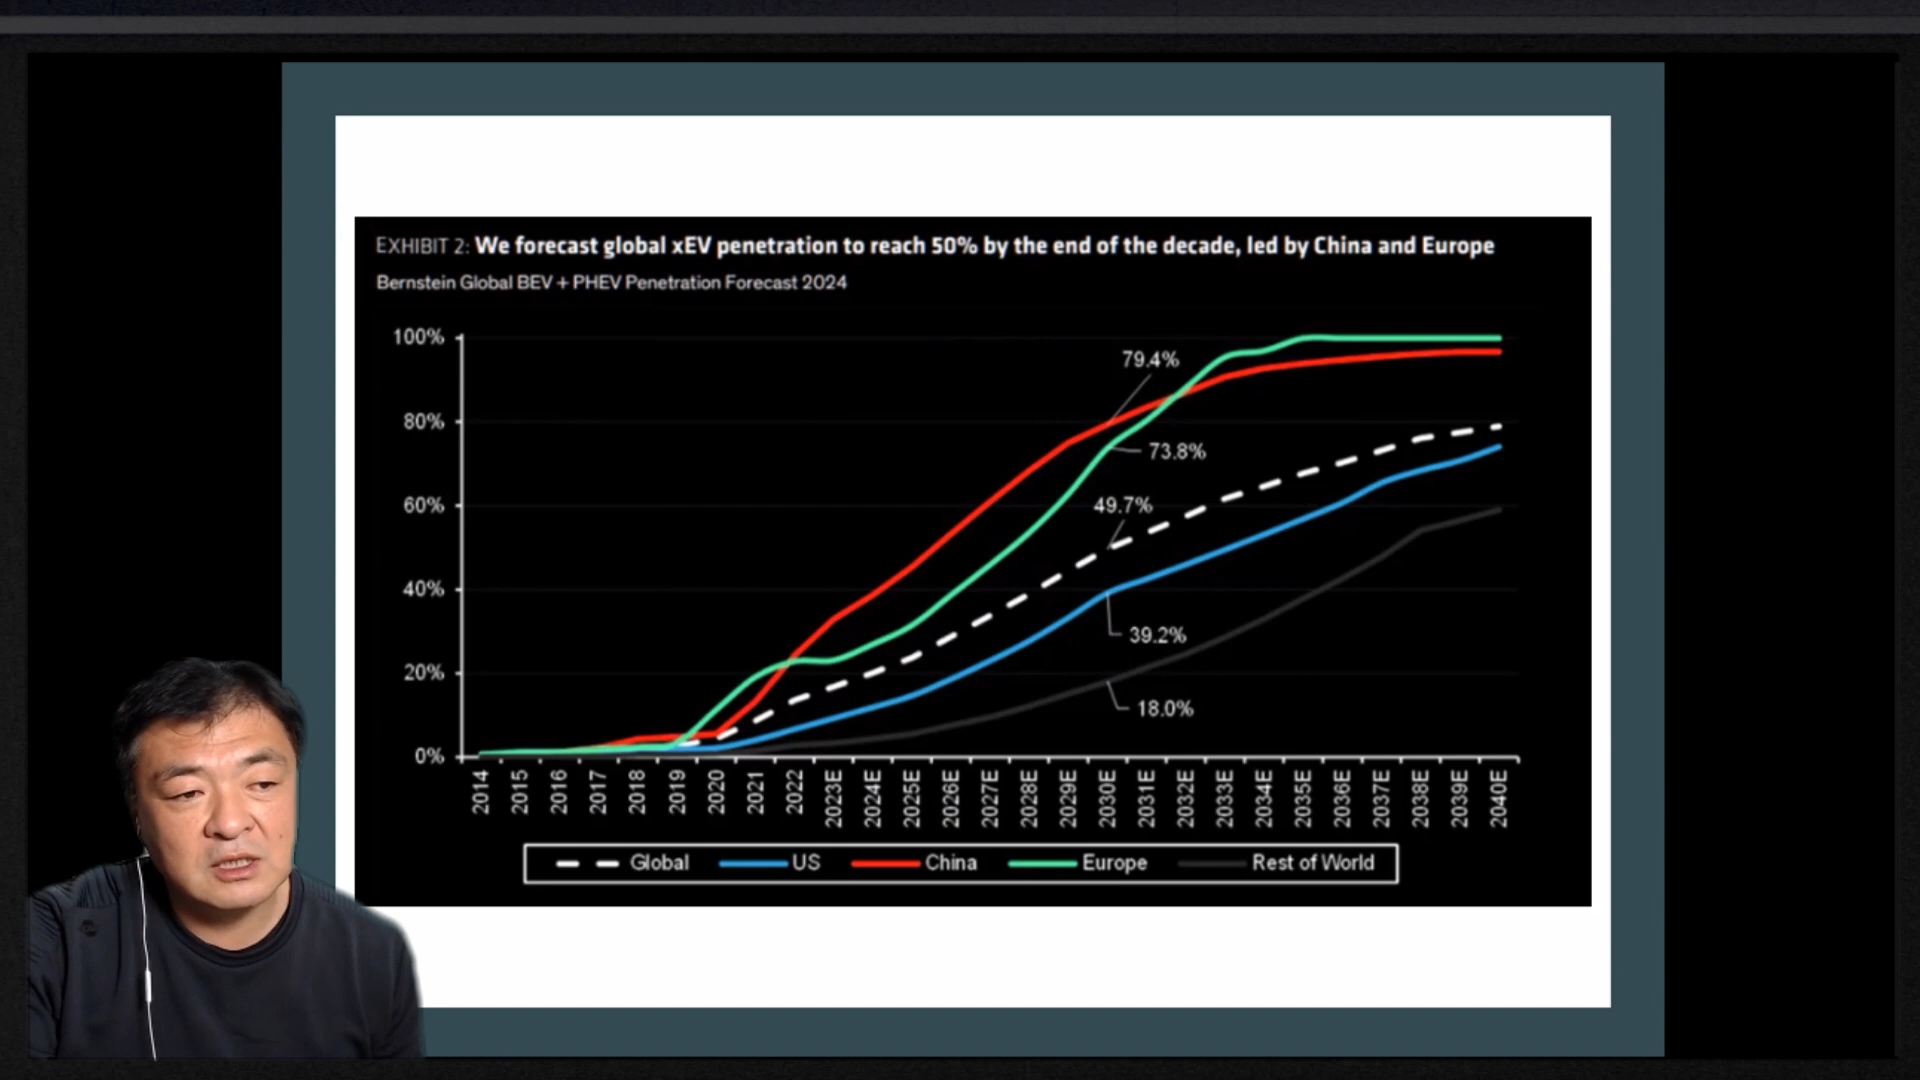 EXHIBIT 2: We forecast global xEV penetration to reach 50% by the end of the decade, led by China and Europe
Bernstein Global BEV + PHEV Penetration Forecast 2024
100%
80%
60%
40%
20%
0%
79.4%
73.8%
49.7%
39.2%
18.0%
2014
2015
2016
2017
2018
2019
2020
2021
2022
2023E
2024E
2025E
2026E
2027E
2028E
2029E
2030E
2031E
2032E
2033E
2034E
2035E
2036E
2037E
2038E
2039E
2040E
Global US China Europe Rest of World